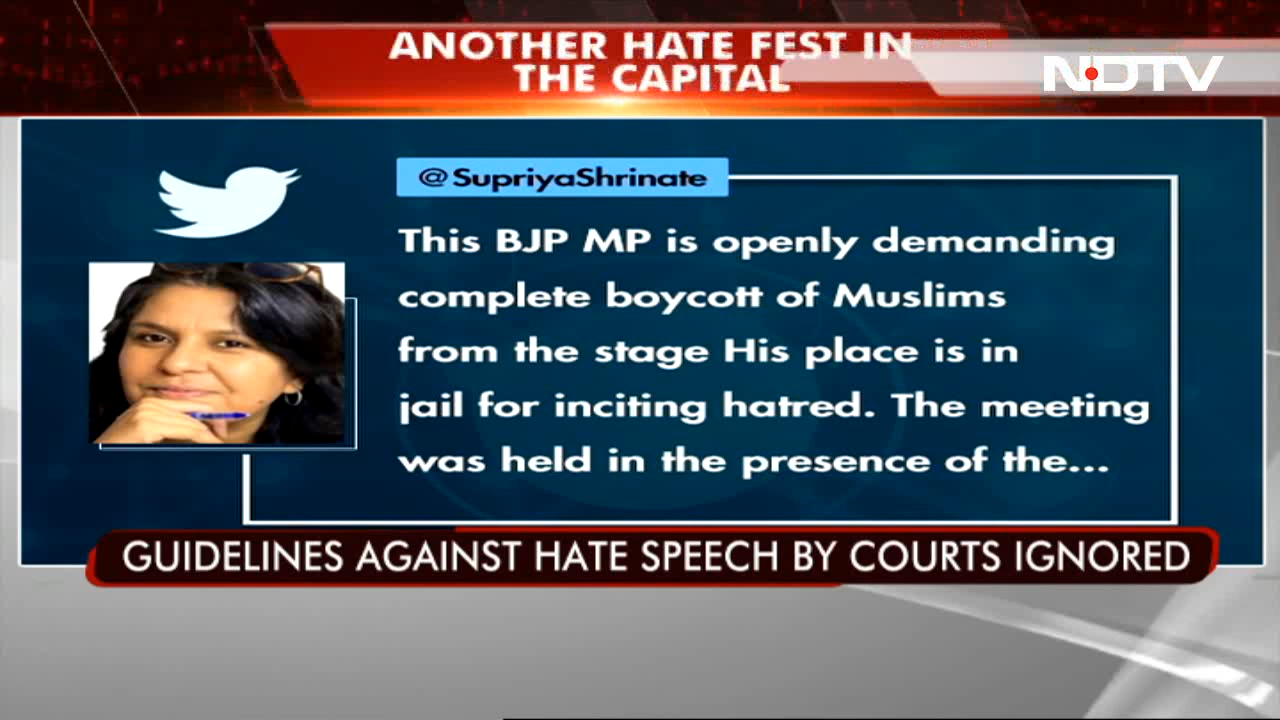 ANOTHER HATE FEST IN
THE CAPITAL
NDTV
@SupriyaShrinate
This BJP MP is openly demanding
complete boycott of Muslims
from the stage His place is in
jail for inciting hatred. The meeting
was held in the presence of the...
GUIDELINES AGAINST HATE SPEECH BY COURTS IGNORED